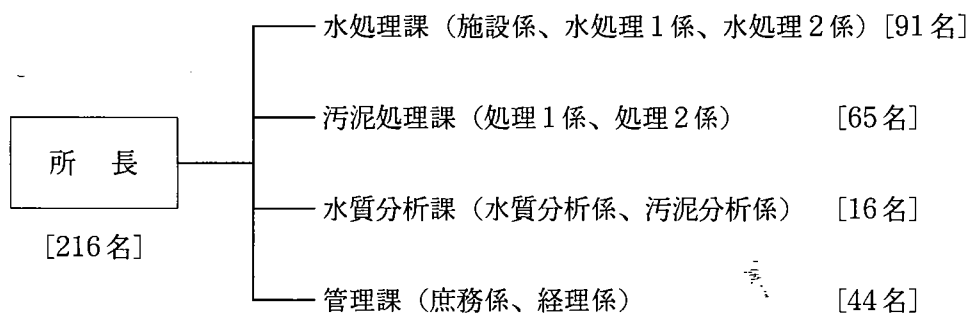 水処理課（施設係、水処理1係、水処理2係）[91名]
汚泥処理課（処理1係、処理2係） [65名]
所 長
水質分析課（水質分析係、汚泥分析係） [16名]
[216名]
管理課（庶務係、経理係） [44名]